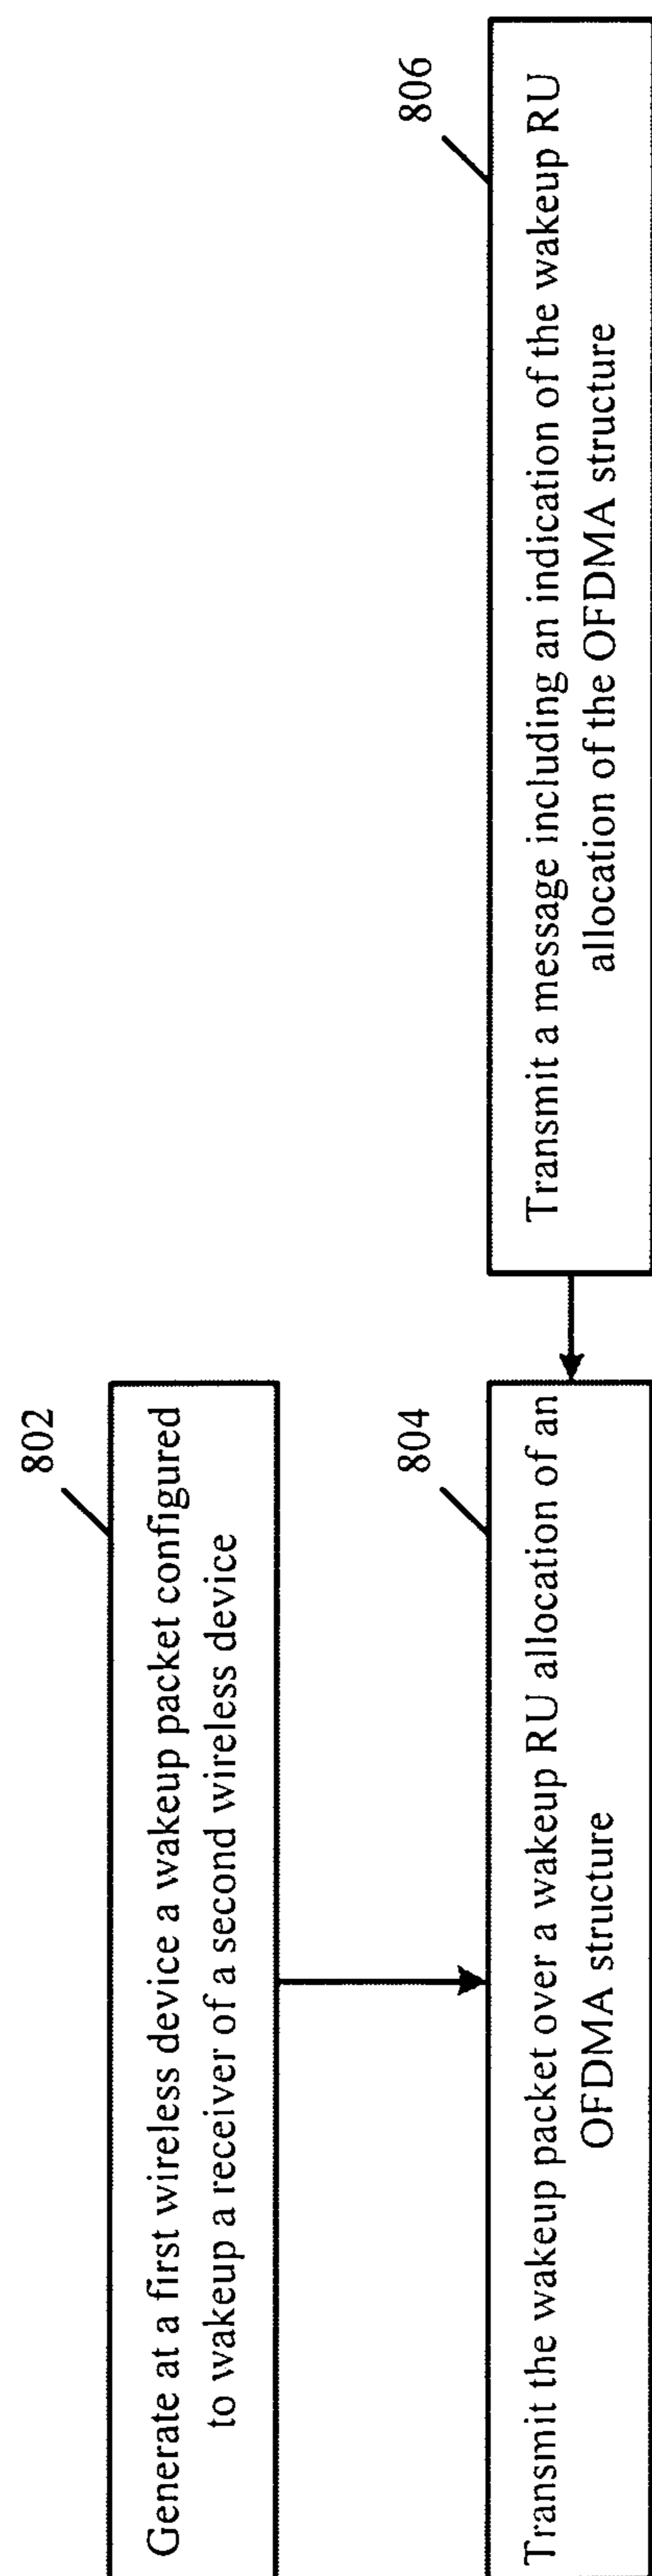 802
Generate at a first wireless device a wakeup packet configured
to wakeup a receiver of a second wireless device
804
Transmit the wakeup packet over a wakeup RU allocation of an
OFDMA structure
806
Transmit a message including an indication of the wakeup RU
allocation of the OFDMA structure